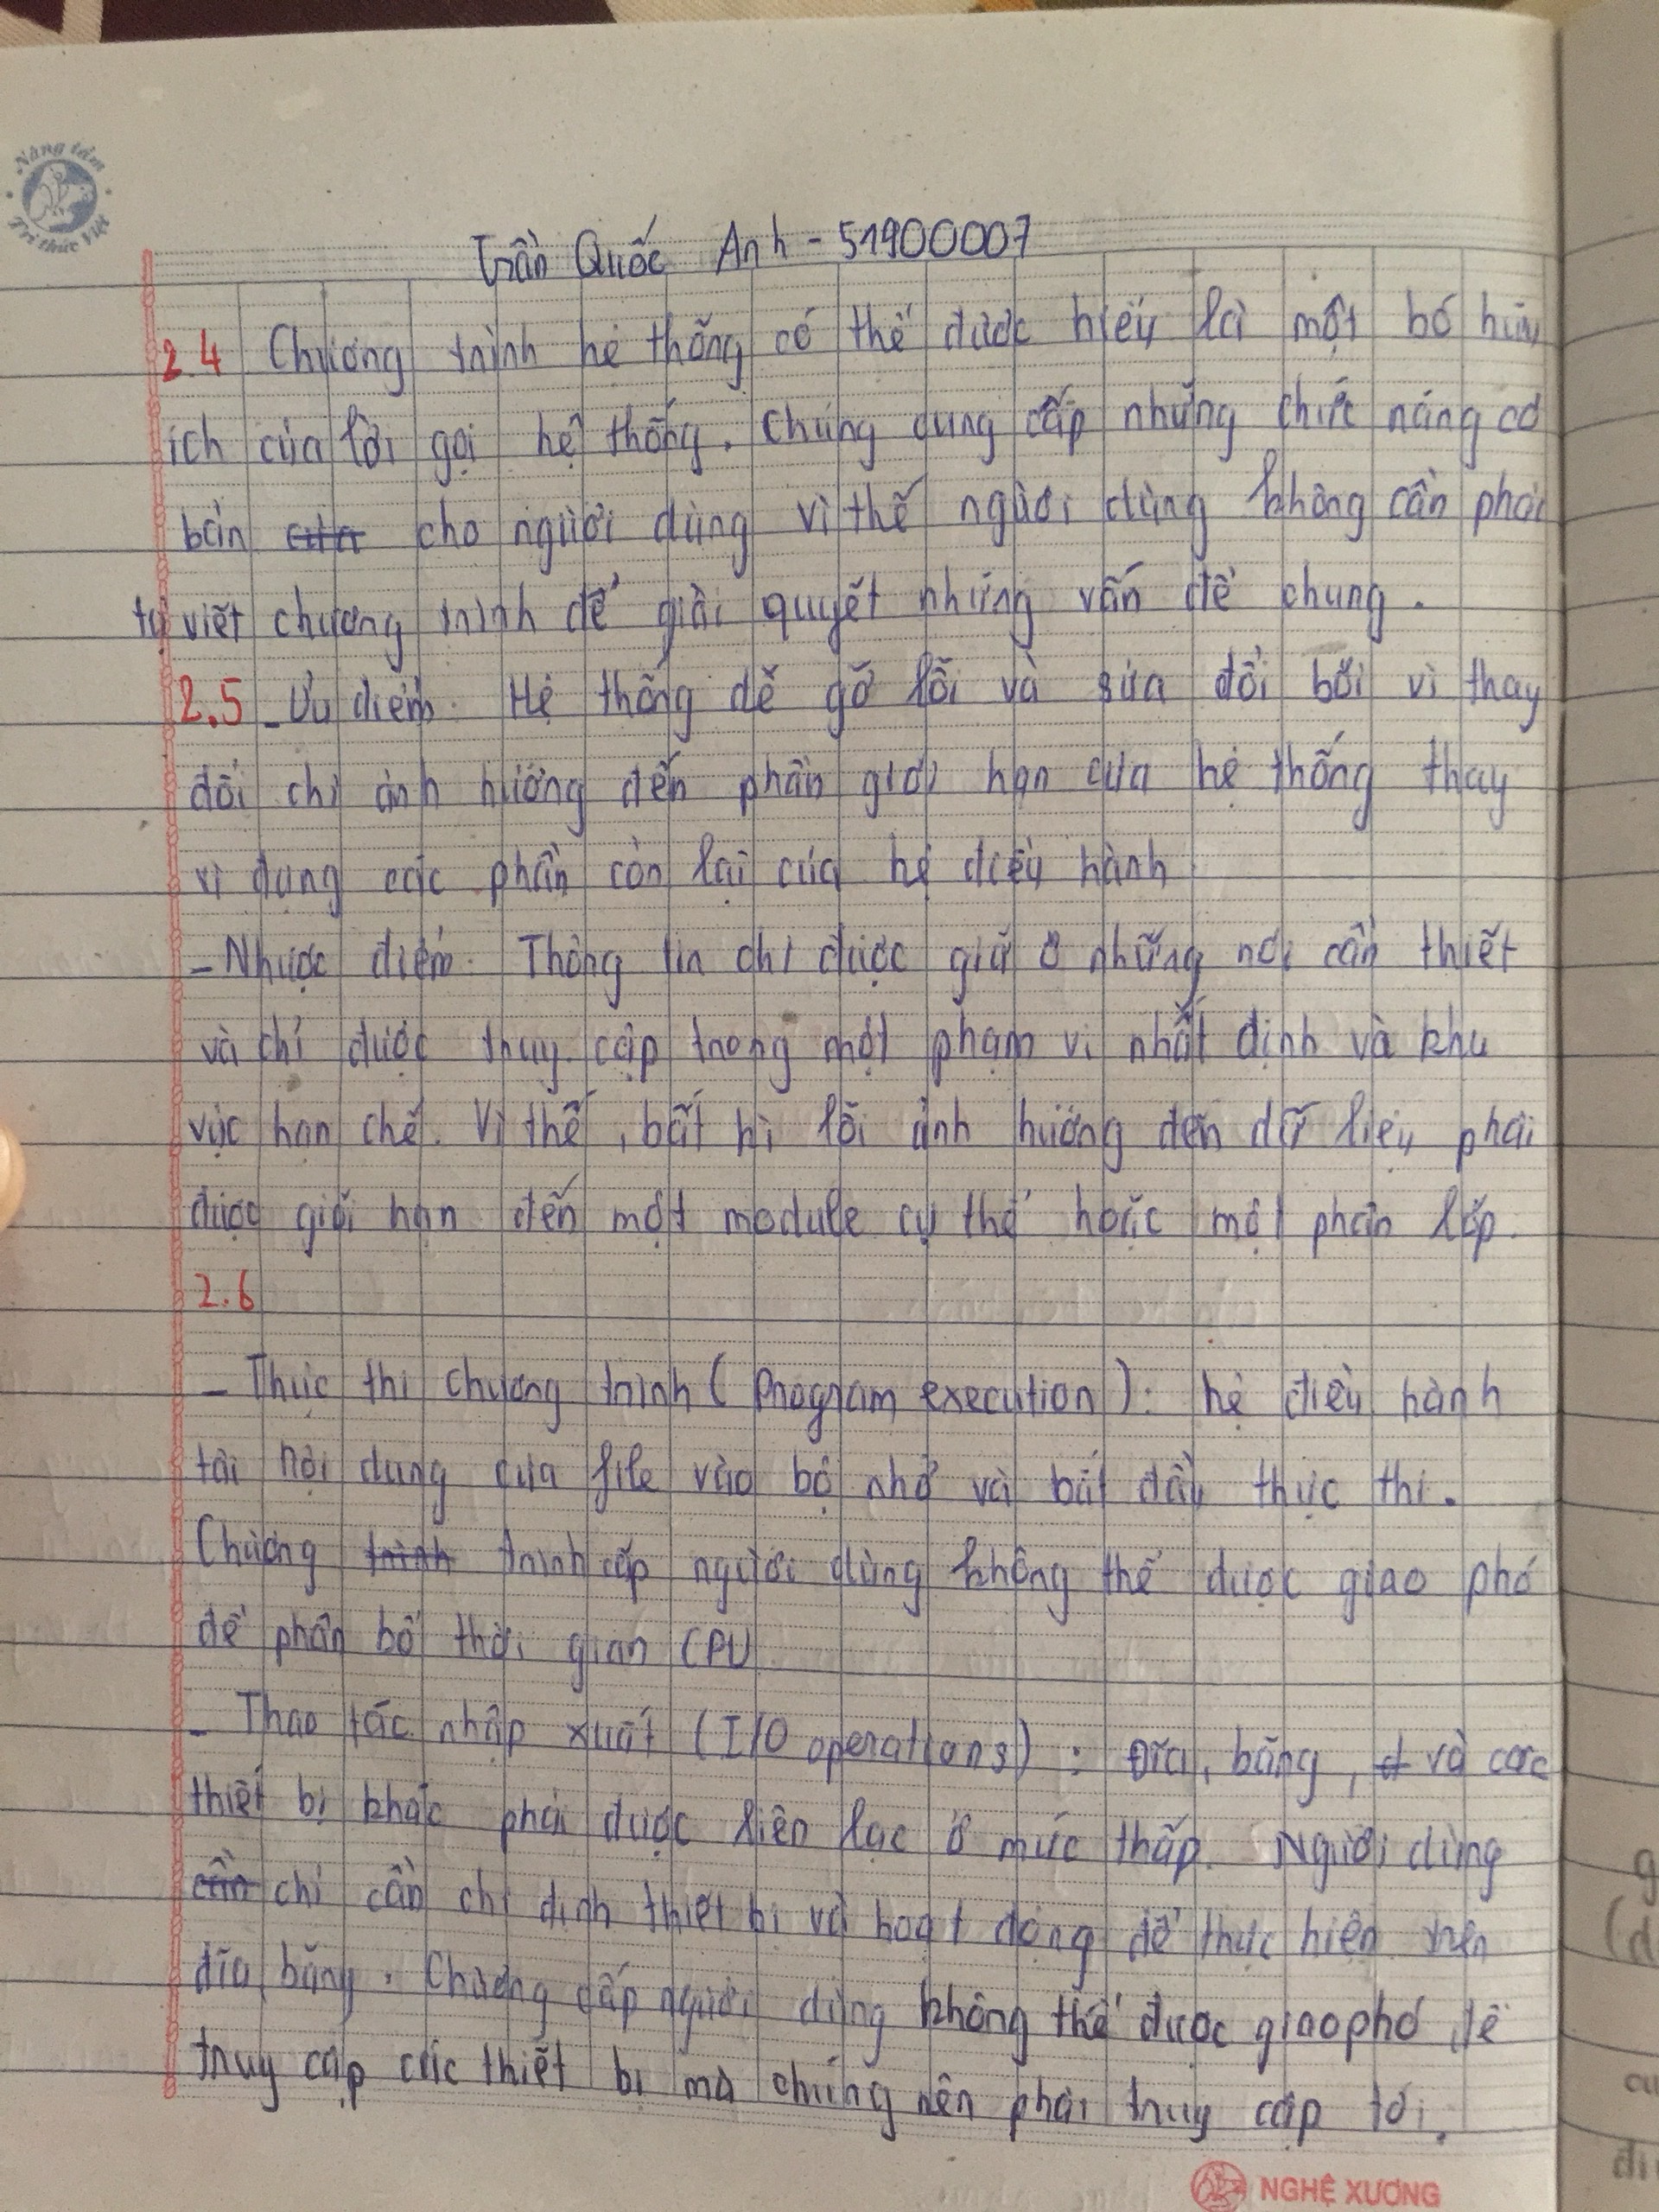 Nâng tầm
Tri thức Việt
Trần Quốc Anh - 51900007
2.4 Chương trình hệ thống có thể được hiểu là một bó hữu
ích của lời gọi hệ thống. Chúng cung cấp những chức năng cơ
bản cho người dùng vì thế người dùng không cần phải
tự viết chương trình để giải quyết những vấn đề chung.
2.5 - Ưu điểm: Hệ thống dễ gỡ lỗi và sửa đổi bởi vì thay
đổi chỉ ảnh hưởng đến phần giới hạn của hệ thống thay
vì đụng các phần còn lại của hệ điều hành
- Nhược điểm: Thông tin chỉ được giữ ở những nơi cần thiết
và chỉ được thuy cập trong một phạm vi nhất định và khu
vực hạn chế. Vì thế, bất kì lỗi ảnh hưởng đến dữ liệu phải
được giới hạn đến một module cụ thể hoặc một phân lớp.
2.6
- Thực thi chương trình (Program execution): hệ điều hành
tải nội dung của file vào bộ nhớ và bắt đầu thực thi.
Chương trình trình cấp người dùng không thể được giao phó
để phân bổ thời gian CPU
- Thao tác nhập xuất (I/O operations): Đĩa, băng, và các
thiết bị khác phải được liên lạc ở mức thấp. Người dùng
cần chỉ cần chỉ định thiết bị và hoạt động để thực hiện trên
đĩa, băng. Chương cấp người dùng không thể được giao phó để
truy cập các thiết bị mà chúng nên phải truy cập tới.
NGHỆ XƯƠNG